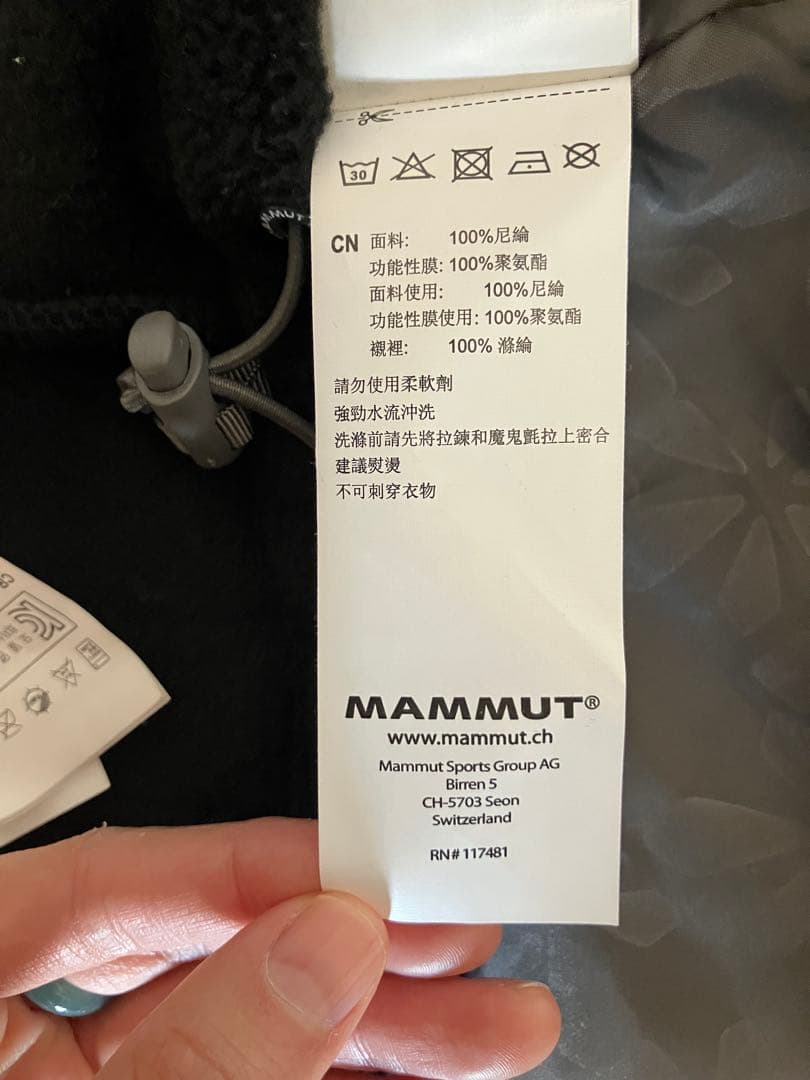 30
CN 面料: 100%尼綸
功能性膜: 100%聚氨酯
面料使用: 100%尼綸
功能性膜使用: 100%聚氨酯
襯裡: 100% 滌綸
請勿使用柔軟劑
強勁水流沖洗
洗滌前請先將拉鍊和魔鬼氈拉上密合
建議熨燙
不可刺穿衣物
MAMMUT®
www.mammut.ch
Mammut Sports Group AG
Birren 5
CH-5703 Seon
Switzerland
RN# 117481